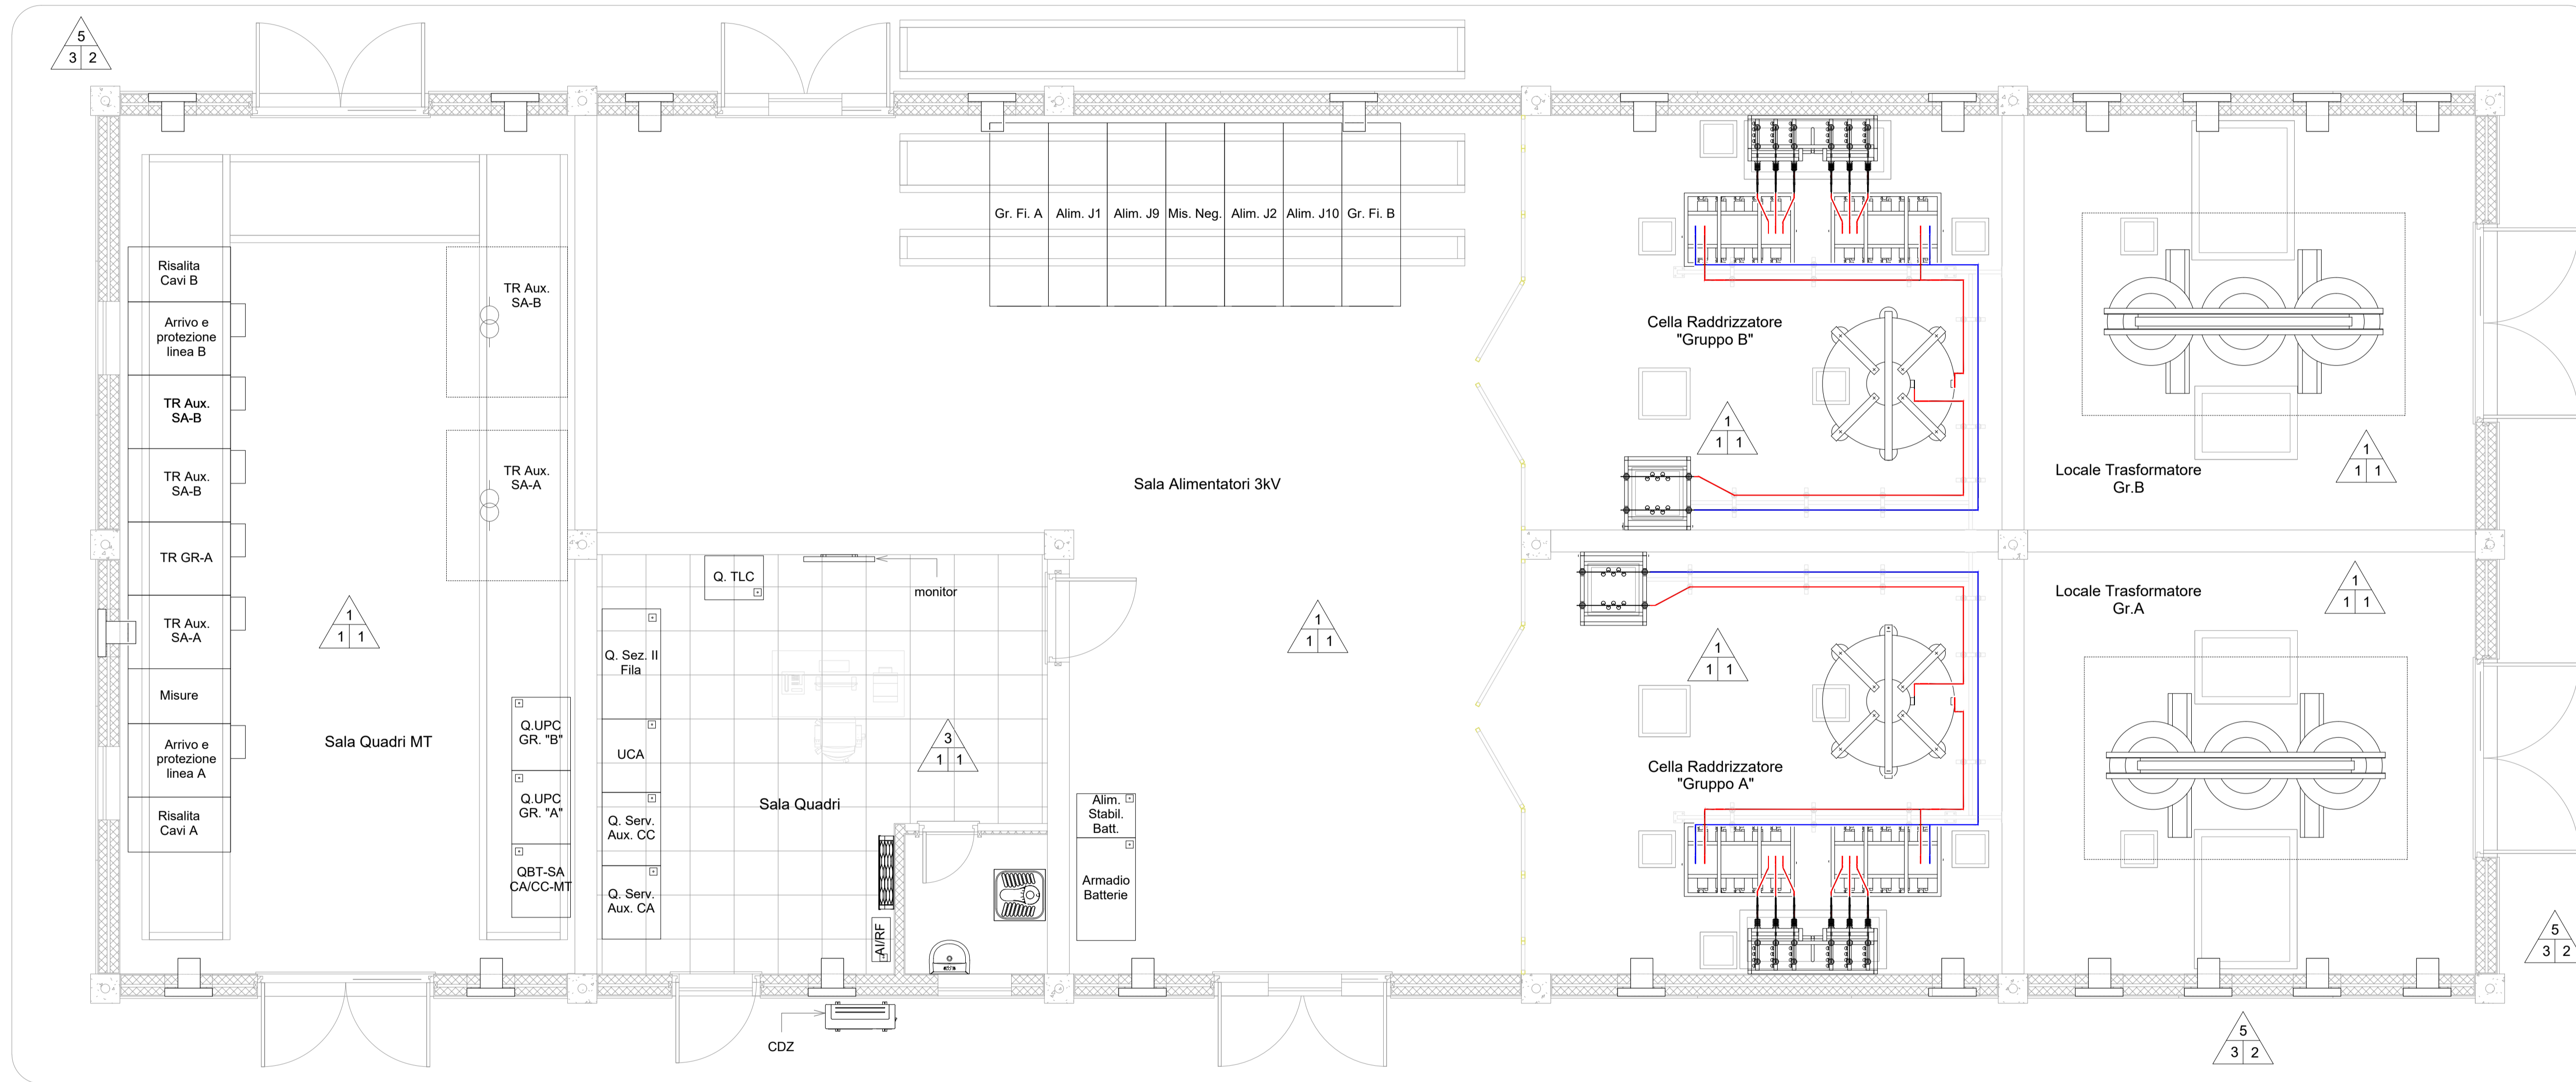 5
3 2
Risalita
Cavi B
Arrivo e
protezione
linea B
TR Aux.
SA-B
TR Aux.
SA-B
TR GR-A
TR Aux.
SA-A
Misure
Arrivo e
protezione
linea A
Risalita
Cavi A
TR Aux.
SA-B
TR Aux.
SA-A
1
1 1
Sala Quadri MT
Q.UPC
GR. "B"
Q.UPC
GR. "A"
QBT-SA
CA/CC-MT
Q. TLC
monitor
Q. Sez. II
Fila
UCA
Q. Serv.
Aux. CC
Q. Serv.
Aux. CA
Sala Quadri
3
1 1
AI/RF
CDZ
Gr. Fi. A
Alim. J1
Alim. J9
Mis. Neg.
Alim. J2
Alim. J10
Gr. Fi. B
Sala Alimentatori 3kV
1
1 1
Alim.
Stabil.
Batt.
Armadio
Batterie
Cella Raddrizzatore
"Gruppo B"
1
1 1
1
1 1
Cella Raddrizzatore
"Gruppo A"
Locale Trasformatore
Gr.B
1
1 1
Locale Trasformatore
Gr.A
1
1 1
5
3 2
5
3 2